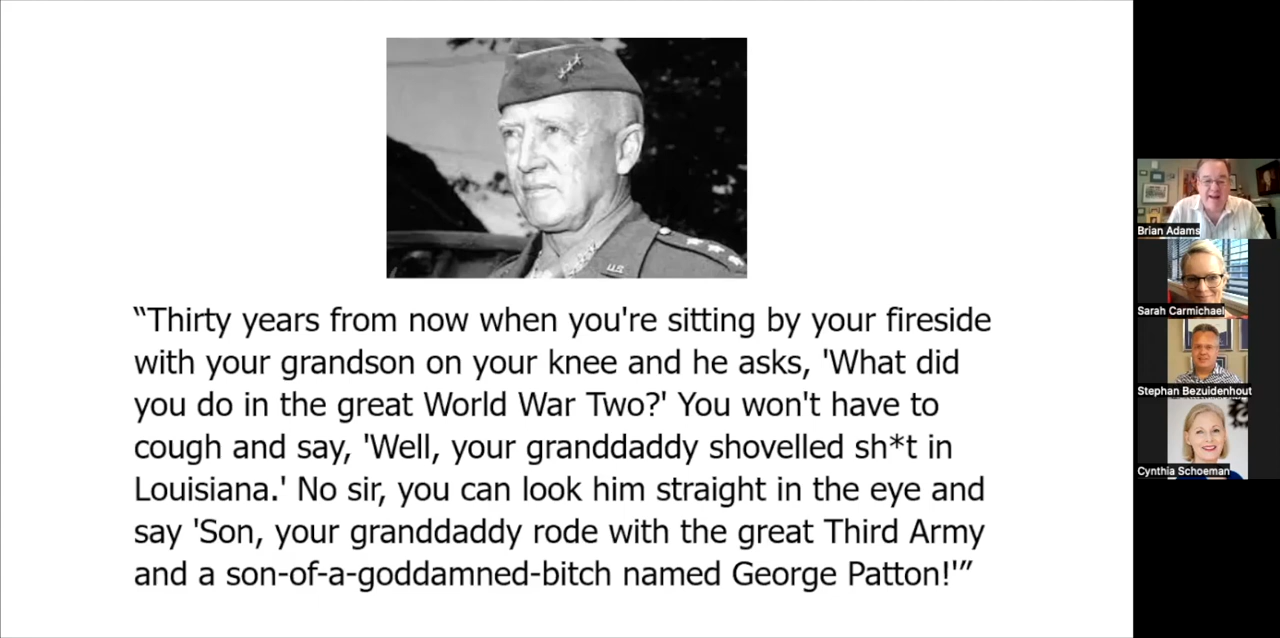 “Thirty years from now when you're sitting by your fireside
with your grandson on your knee and he asks, 'What did
you do in the great World War Two?' You won't have to
cough and say, 'Well, your granddaddy shovelled sh*t in
Louisiana.' No sir, you can look him straight in the eye and
say 'Son, your granddaddy rode with the great Third Army
and a son-of-a-goddamned-bitch named George Patton!'”
U.S.
Brian Adams
Sarah Carmichael
Stephan Bezuidenhout
Cynthia Schoeman